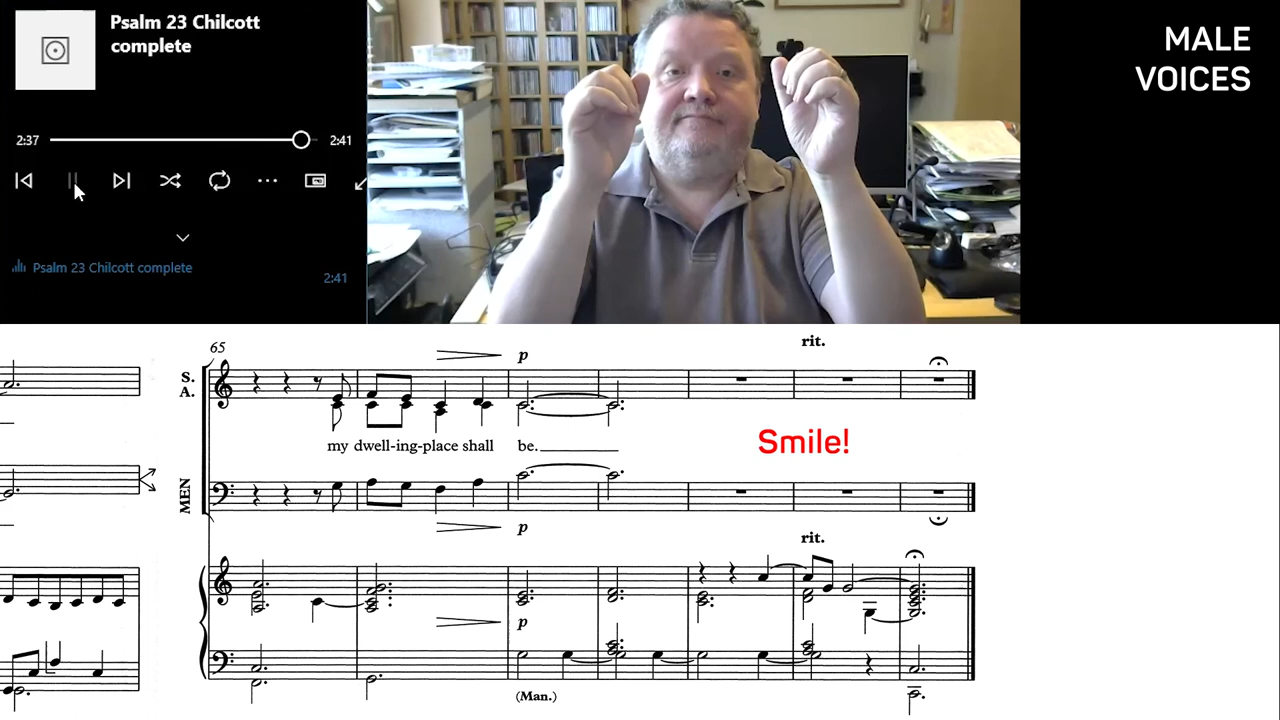 Psalm 23 Chilcott
complete
2:37
2:41
Psalm 23 Chilcott complete
2:41
MALE
VOICES
65
rit.
p
S.
A.
Smile!
my dwell-ing-place shall be.
MEN
p
rit.
p
(Man.)